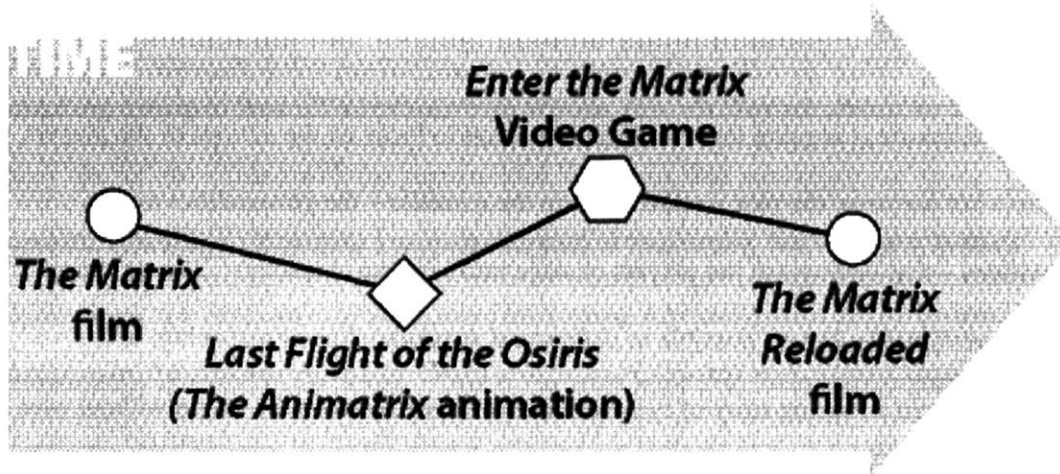 TIME
Enter the Matrix
Video Game
The Matrix
film
Last Flight of the Osiris
(The Animatrix animation)
The Matrix
Reloaded
film